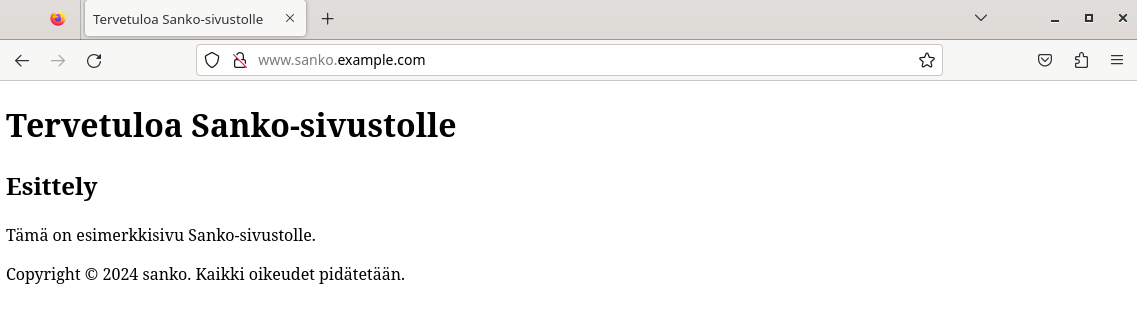 Tervetuloa Sanko-sivustolle
www.sanko.example.com
Tervetuloa Sanko-sivustolle
Esittely
Tämä on esimerkkisivu Sanko-sivustolle.
Copyright © 2024 sanko. Kaikki oikeudet pidätetään.